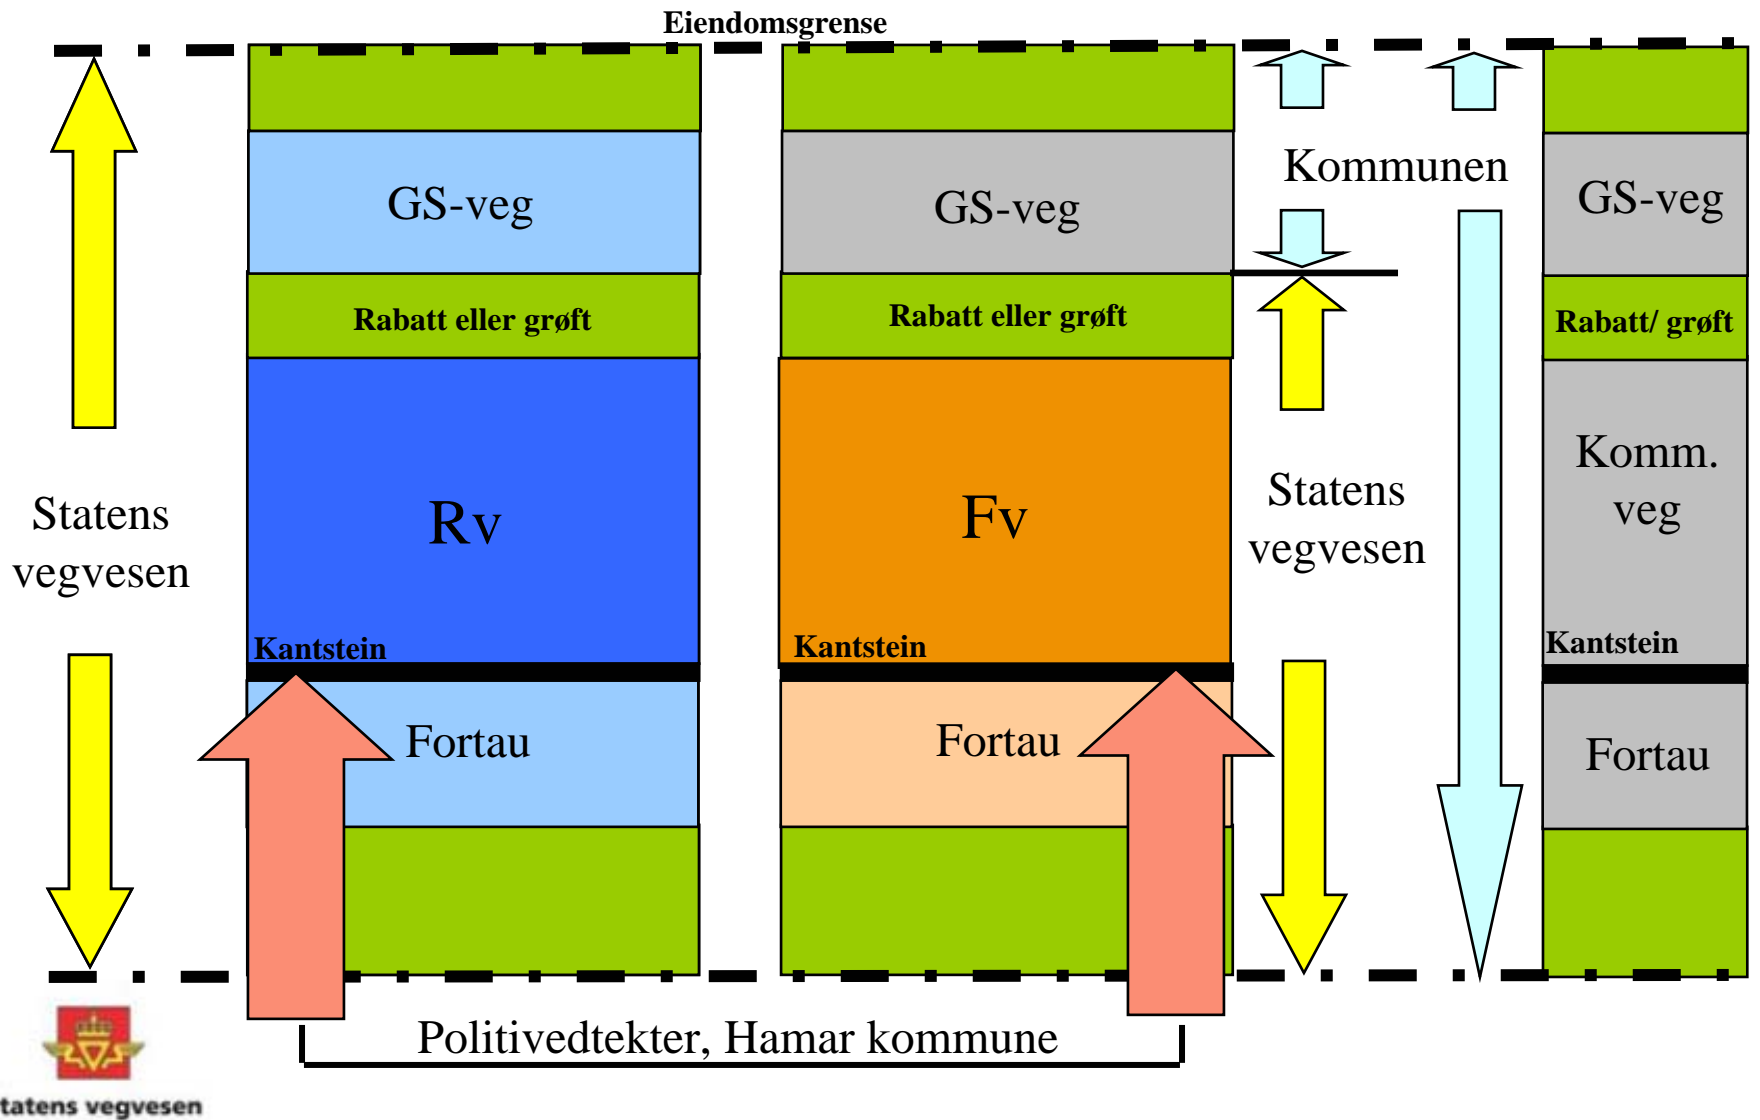 Eiendomsgrense
GS-veg
GS-veg
Kommunen
GS-veg
Rabatt eller grøft
Rabatt eller grøft
Rabatt/ grøft
Statens
vegvesen
Rv
Fv
Statens
vegvesen
Komm.
veg
Kantstein
Kantstein
Kantstein
Fortau
Fortau
Fortau
Politivedtekter, Hamar kommune
tatens vegvesen